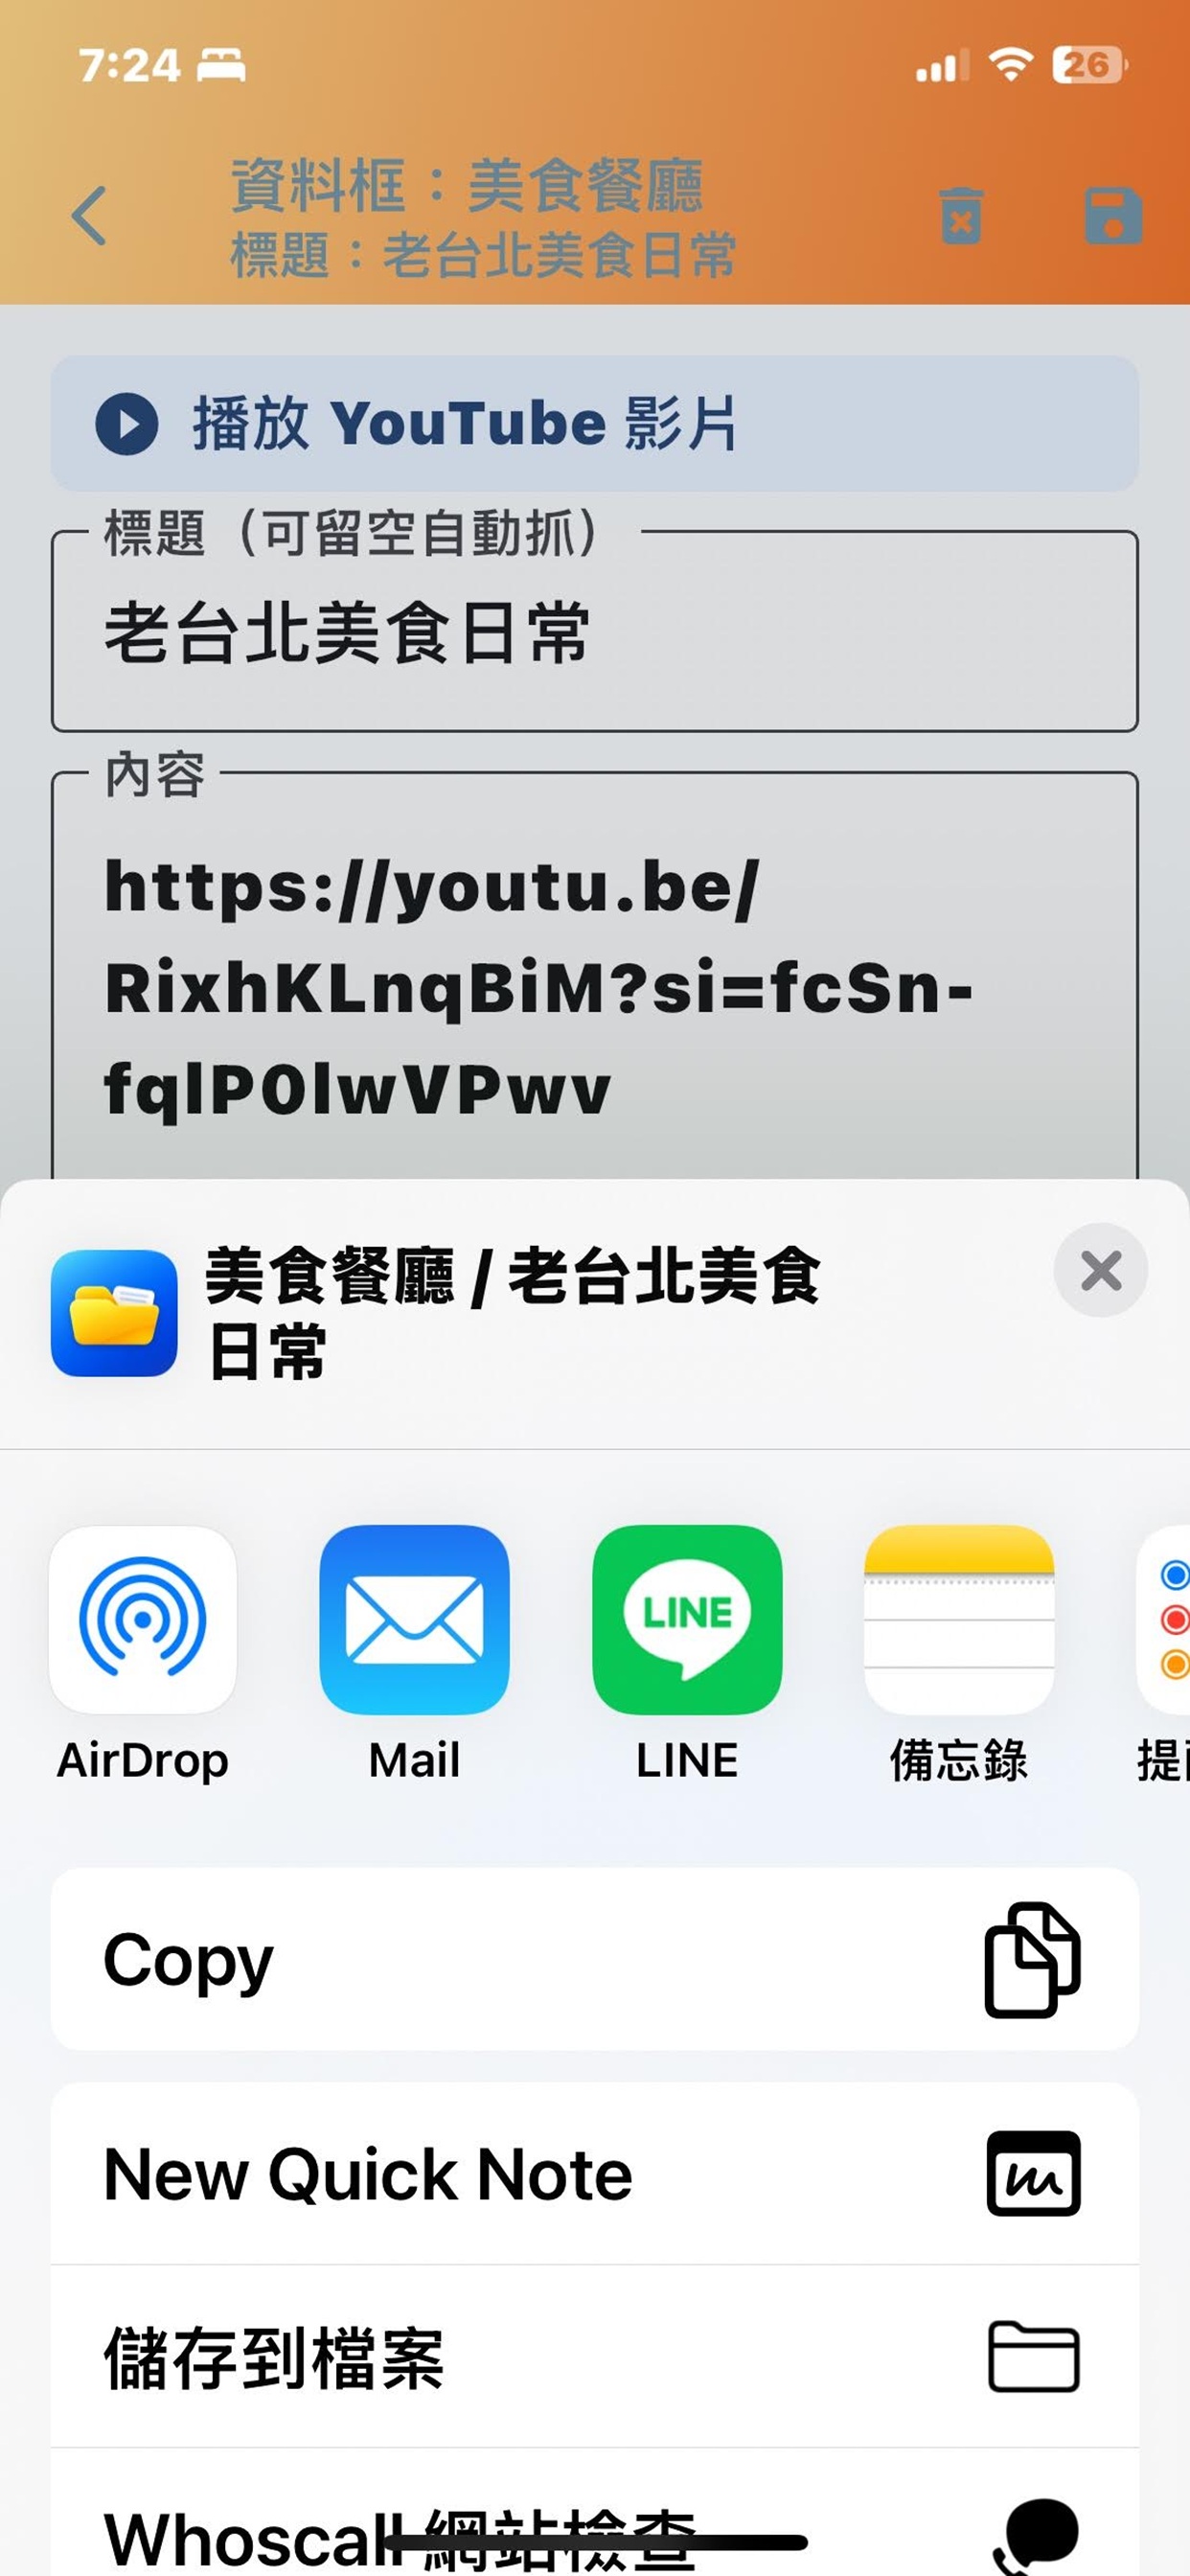 7:24
26
資料框：美食餐廳
標題：老台北美食日常
播放 YouTube 影片
標題（可留空自動抓）
老台北美食日常
內容
https://youtu.be/
RixhKLnqBiM?si=fcSn-
fqlP0lwVPwv
美食餐廳 / 老台北美食
日常
LINE
AirDrop
Mail
LINE
備忘錄
提
Copy
New Quick Note
儲存到檔案
Whoscall 網站檢查